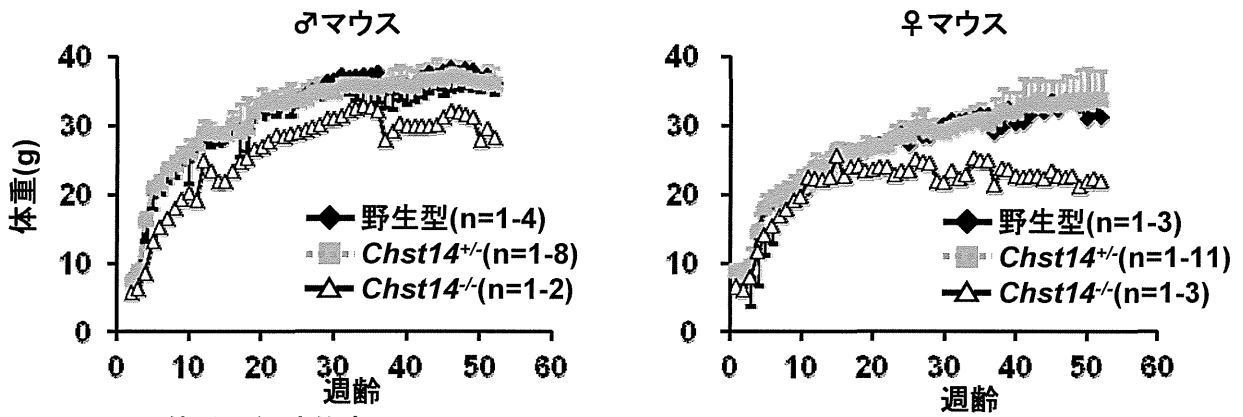 ♂マウス
体重(g)
40
30
20
10
0
野生型(n=1-4)
Chst14+/-(n=1-8)
Chst14-/-(n=1-2)
0 10 20 30 40 50 60
週齢
♀マウス
40
30
20
10
0
野生型(n=1-3)
Chst14+/-(n=1-11)
Chst14-/-(n=1-3)
0 10 20 30 40 50 60
週齢